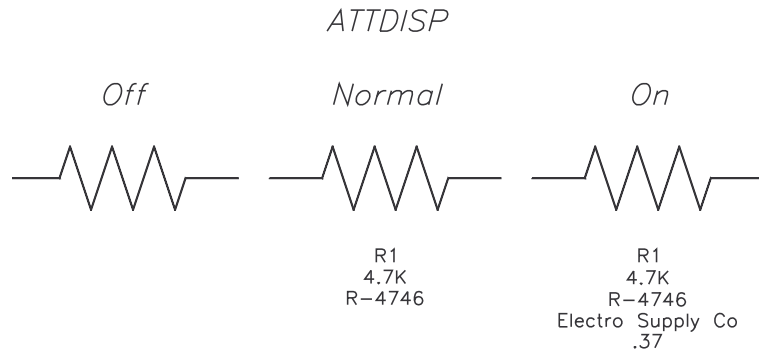 ATTDISP
Off
Normal
On
R1
4.7K
R-4746
R1
4.7K
R-4746
Electro Supply Co
.37